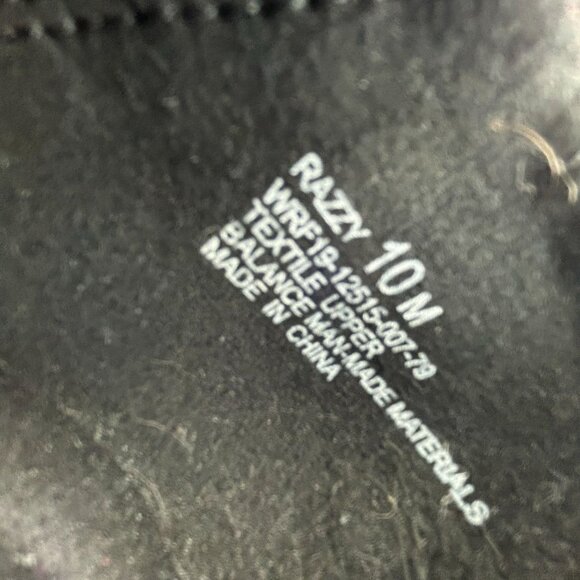 RAZZY 10 M
WRF19-12515-007-79
TEXTILE UPPER
BALANCE MAN-MADE MATERIALS
MADE IN CHINA